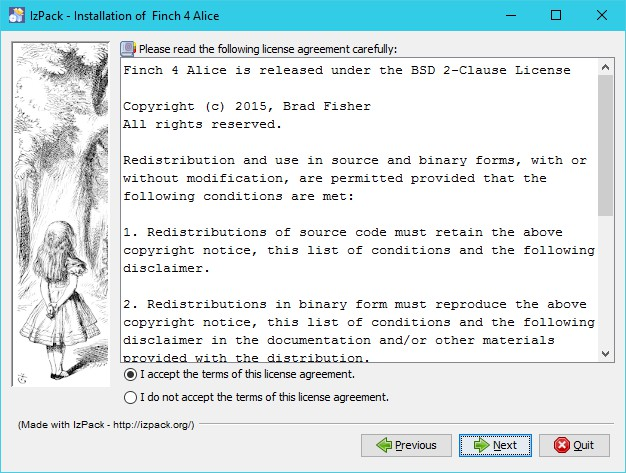 IzPack - Installation of  Finch 4 Alice
Please read the following license agreement carefully:
Finch 4 Alice is released under the BSD 2-Clause License
Copyright (c) 2015, Brad Fisher
All rights reserved.
Redistribution and use in source and binary forms, with or
without modification, are permitted provided that the
following conditions are met:
1. Redistributions of source code must retain the above
copyright notice, this list of conditions and the following
disclaimer.
2. Redistributions in binary form must reproduce the above
copyright notice, this list of conditions and the following
disclaimer in the documentation and/or other materials
provided with the distribution.
I accept the terms of this license agreement.
I do not accept the terms of this license agreement.
(Made with IzPack - http://izpack.org/)
Previous
Next
Quit